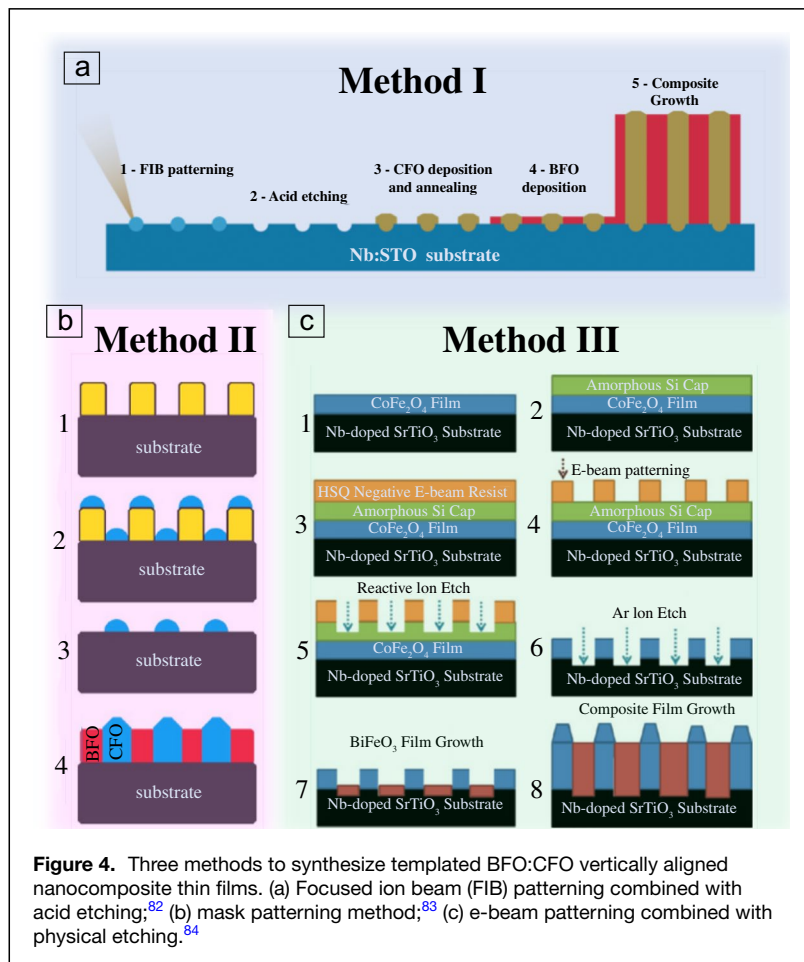 a
Method I
5 - Composite
Growth
1 - FIB patterning
2 - Acid etching
3 - CFO deposition
and annealing
4 - BFO
deposition
Nb:STO substrate
b
Method II
1
substrate
2
substrate
3
substrate
4
BFO
CFO
substrate
c
Method III
1
CoFe₂O₄ Film
Nb-doped SrTiO₃ Substrate
2
Amorphous Si Cap
CoFe₂O₄ Film
Nb-doped SrTiO₃ Substrate
3
HSQ Negative E-beam Resist
Amorphous Si Cap
CoFe₂O₄ Film
Nb-doped SrTiO₃ Substrate
4
E-beam patterning
Amorphous Si Cap
CoFe₂O₄ Film
Nb-doped SrTiO₃ Substrate
Reactive Ion Etch
5
CoFe₂O₄ Film
Nb-doped SrTiO₃ Substrate
Ar Ion Etch
6
Nb-doped SrTiO₃ Substrate
BiFeO₃ Film Growth
7
Nb-doped SrTiO₃ Substrate
Composite Film Growth
8
Nb-doped SrTiO₃ Substrate
Figure 4. Three methods to synthesize templated BFO:CFO vertically aligned
nanocomposite thin films. (a) Focused ion beam (FIB) patterning combined with
acid etching;⁸² (b) mask patterning method;⁸³ (c) e-beam patterning combined with
physical etching.⁸⁴